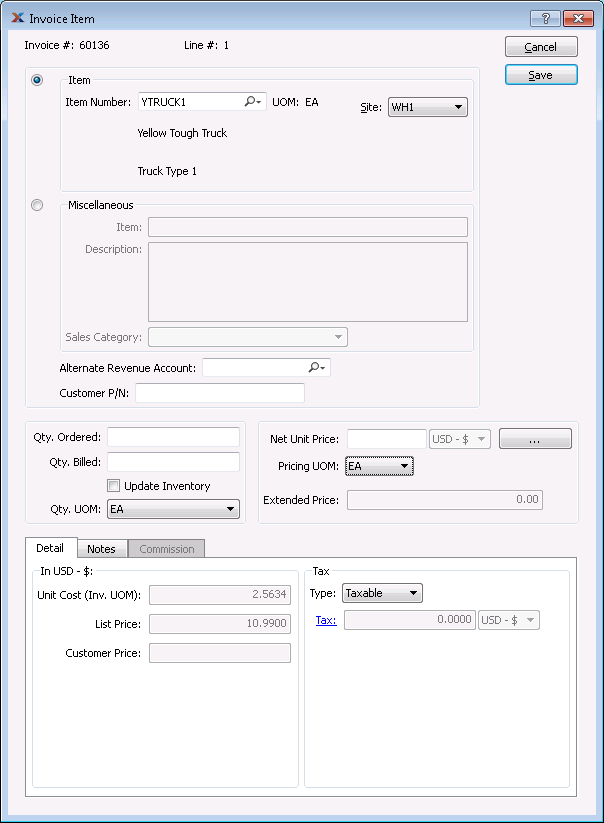 Invoice Item
Invoice #: 60136 Line #: 1
Cancel
Save
Item
Item Number: YTRUCK1 UOM: EA Site: WH1
Yellow Tough Truck
Truck Type 1
Miscellaneous
Item:
Description:
Sales Category:
Alternate Revenue Account:
Customer P/N:
Qty. Ordered:
Qty. Billed:
Update Inventory
Qty. UOM: EA
Net Unit Price: USD - $ ...
Pricing UOM: EA
Extended Price: 0.00
Detail Notes Commission
In USD - $:
Unit Cost (Inv. UOM): 2.5634
List Price: 10.9900
Customer Price:
Tax
Type: Taxable
Tax: 0.0000 USD - $